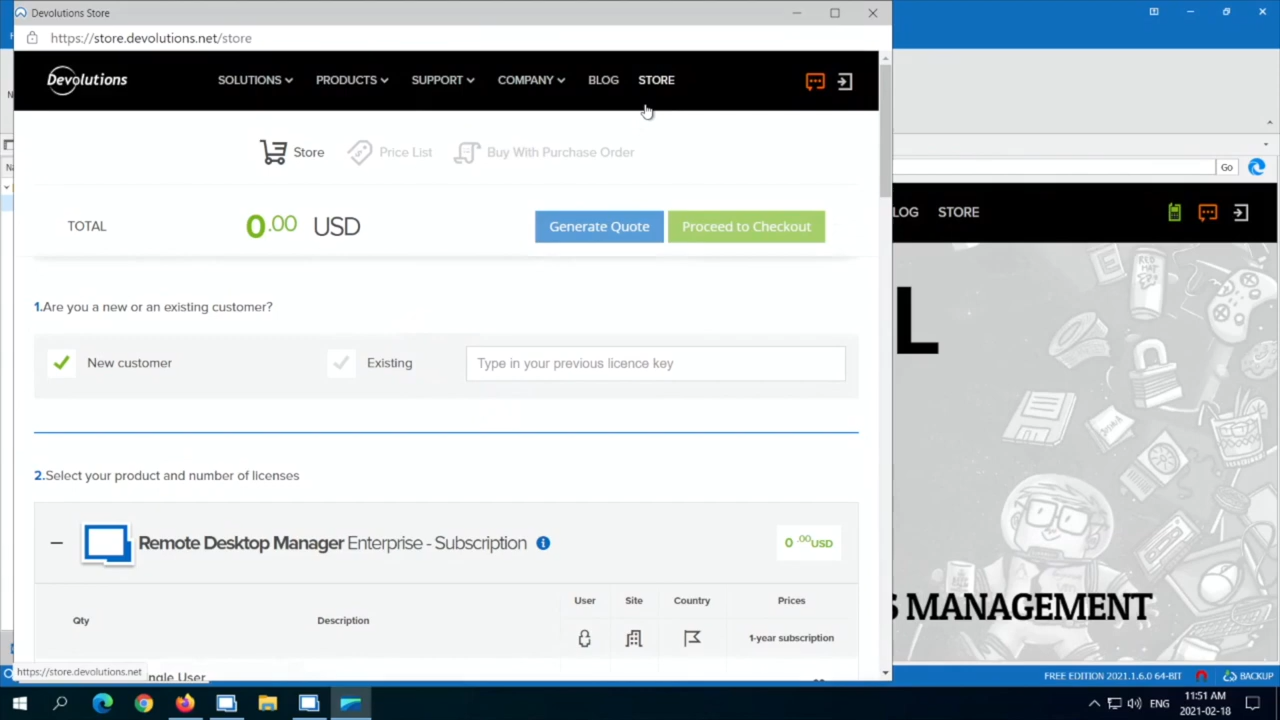 Devolutions Store
https://store.devolutions.net/store
Devolutions
SOLUTIONS
PRODUCTS
SUPPORT
COMPANY
BLOG
STORE
Store
Price List
Buy With Purchase Order
Go
LOG
STORE
TOTAL
0.00 USD
Generate Quote
Proceed to Checkout
L
1.Are you a new or an existing customer?
New customer
Existing
Type in your previous licence key
2.Select your product and number of licenses
Remote Desktop Manager Enterprise - Subscription
0.00USD
Qty
Description
User
Site
Country
Prices
1-year subscription
S MANAGEMENT
https://store.devolutions.net
ngle User
FREE EDITION 2021.1.6.0 64-BIT
BACKUP
ENG
11:51 AM
2021-02-18